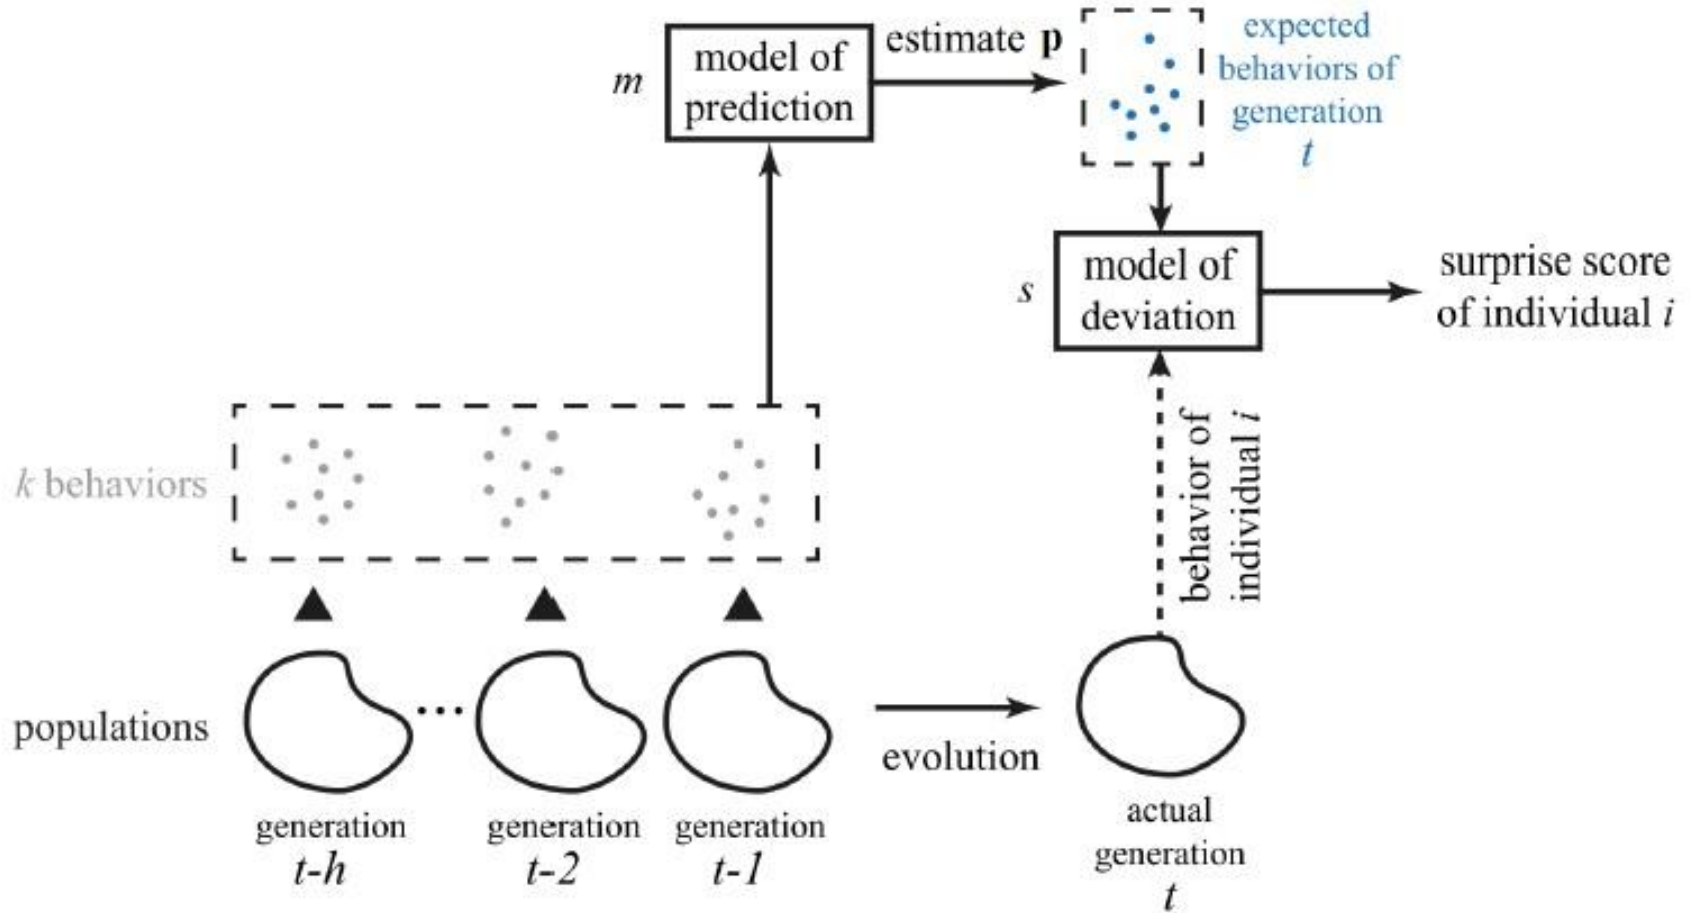 m
model of
prediction
estimate p
expected
behaviors of
generation
t
s
model of
deviation
surprise score
of individual i
k behaviors
behavior of
individual i
populations
...
evolution
generation
t-h
generation
t-2
generation
t-1
actual
generation
t